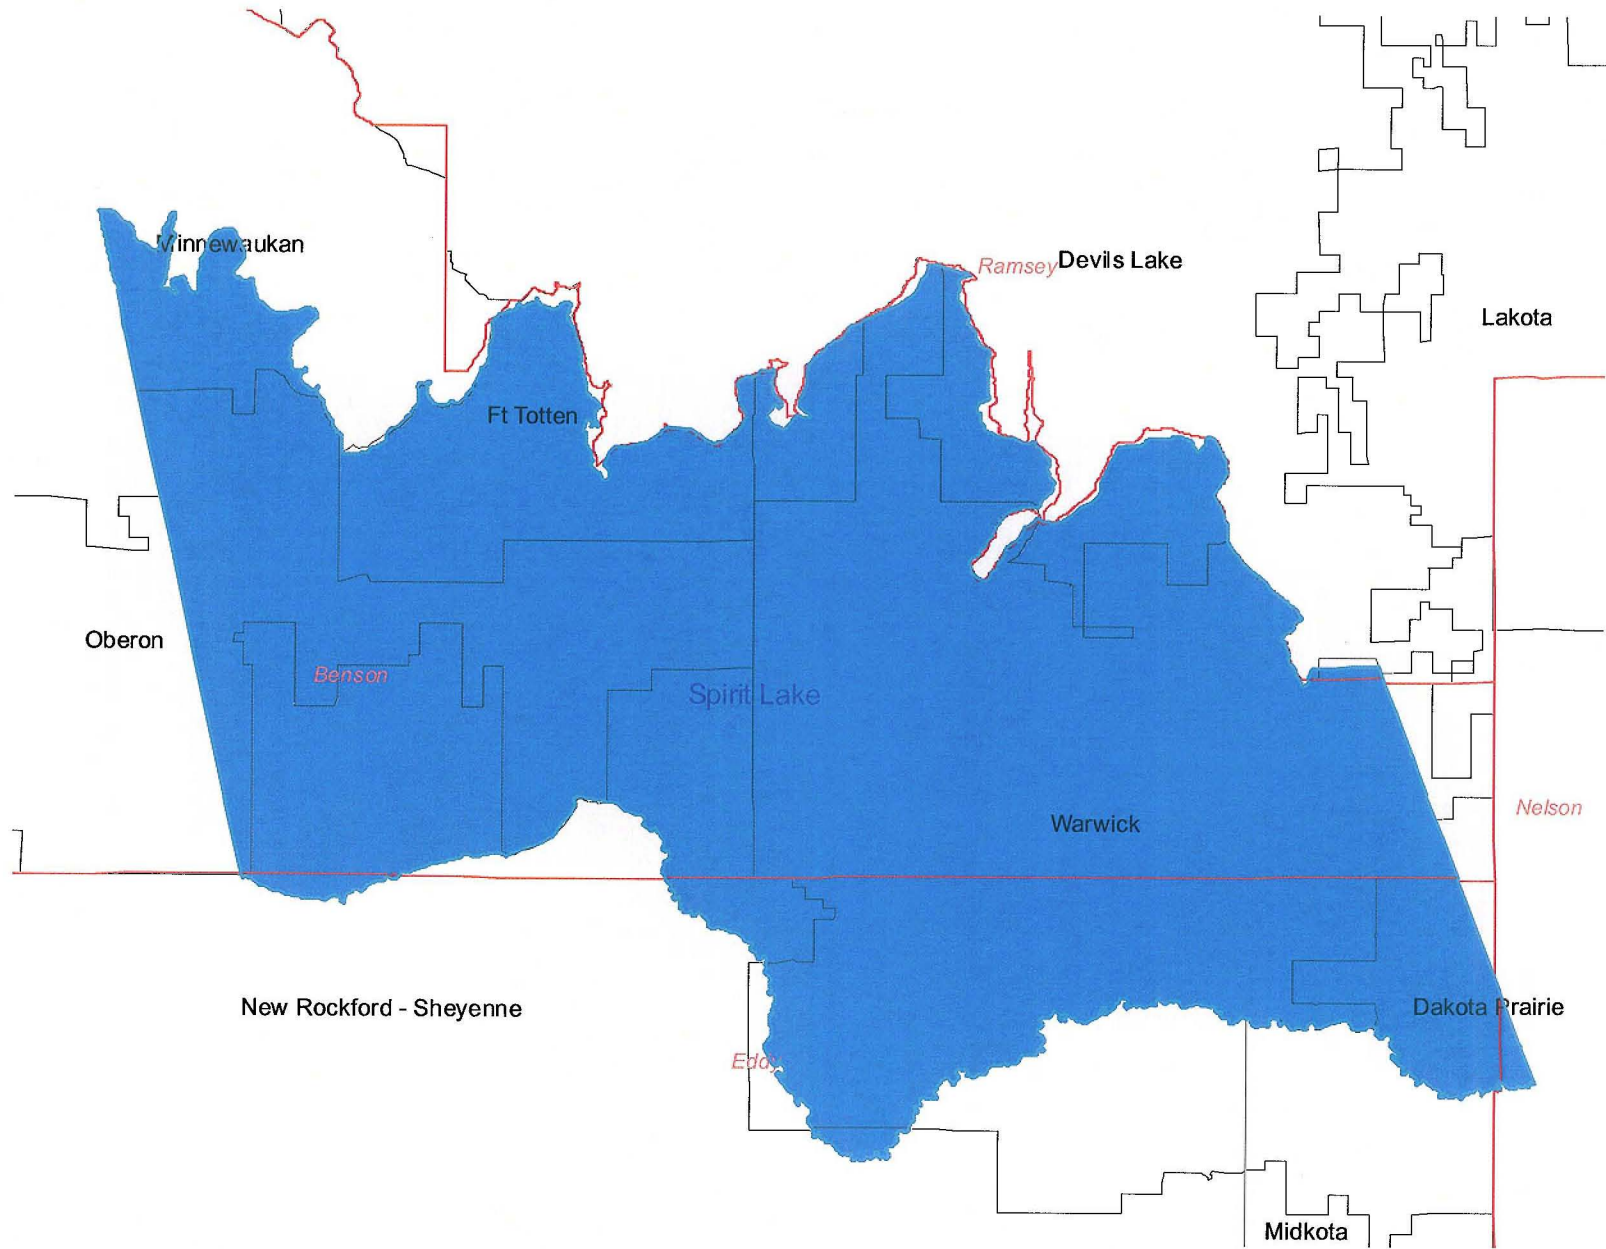 Minnewaukan
Ramsey
Devils Lake
Lakota
Ft Totten
Oberon
Benson
Spirit Lake
Nelson
Warwick
New Rockford - Sheyenne
Dakota Prairie
Eddy
Midkota